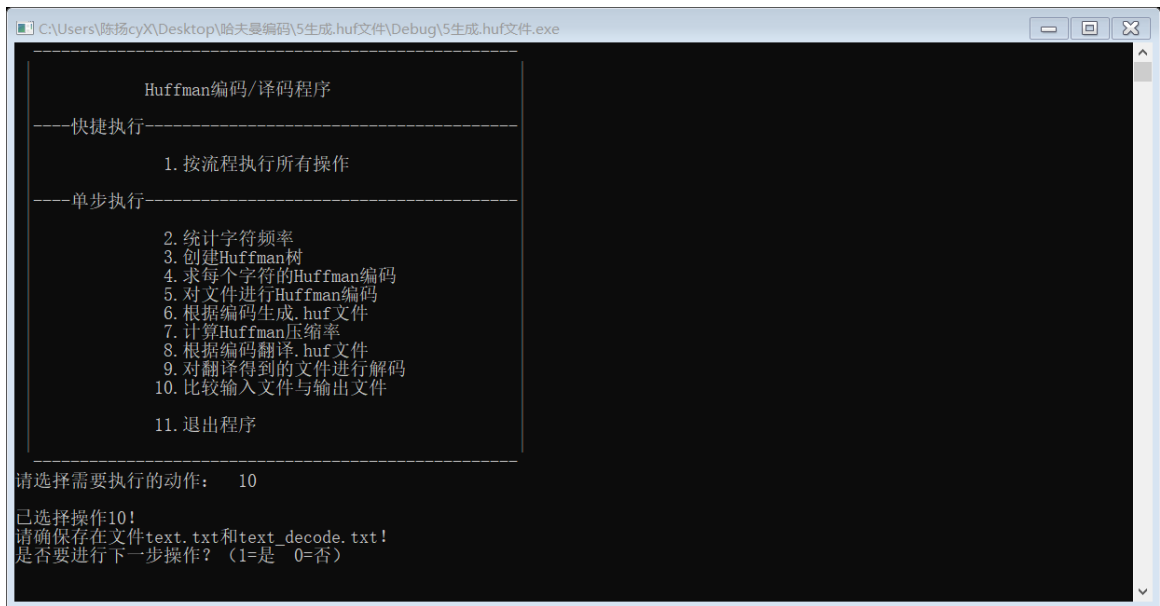 C:\Users\陈扬cyX\Desktop\哈夫曼编码\5生成.huf文件\Debug\5生成.huf文件.exe
Huffman编码/译码程序
----快捷执行----------------------------------------
1.按流程执行所有操作
----单步执行----------------------------------------
2.统计字符频率
3.创建Huffman树
4.求每个字符的Huffman编码
5.对文件进行Huffman编码
6.根据编码生成.huf文件
7.计算Huffman压缩率
8.根据编码翻译.huf文件
9.对翻译得到的文件进行解码
10.比较输入文件与输出文件
11.退出程序
请选择需要执行的动作： 10
已选择操作10!
请确保存在文件text.txt和text_decode.txt!
是否要进行下一步操作？（1=是 0=否）